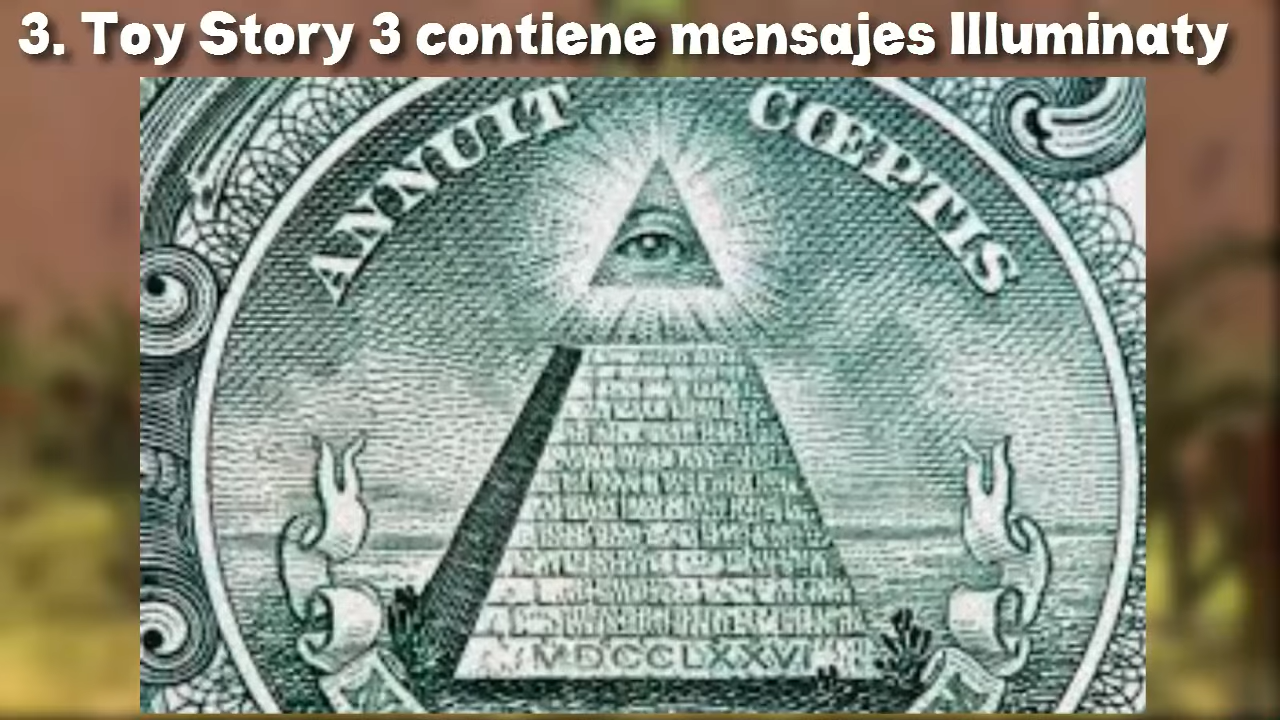 3. Toy Story 3 contiene mensajes Illuminaty
ANNUIT CŒPTIS
MDCCLXXVI